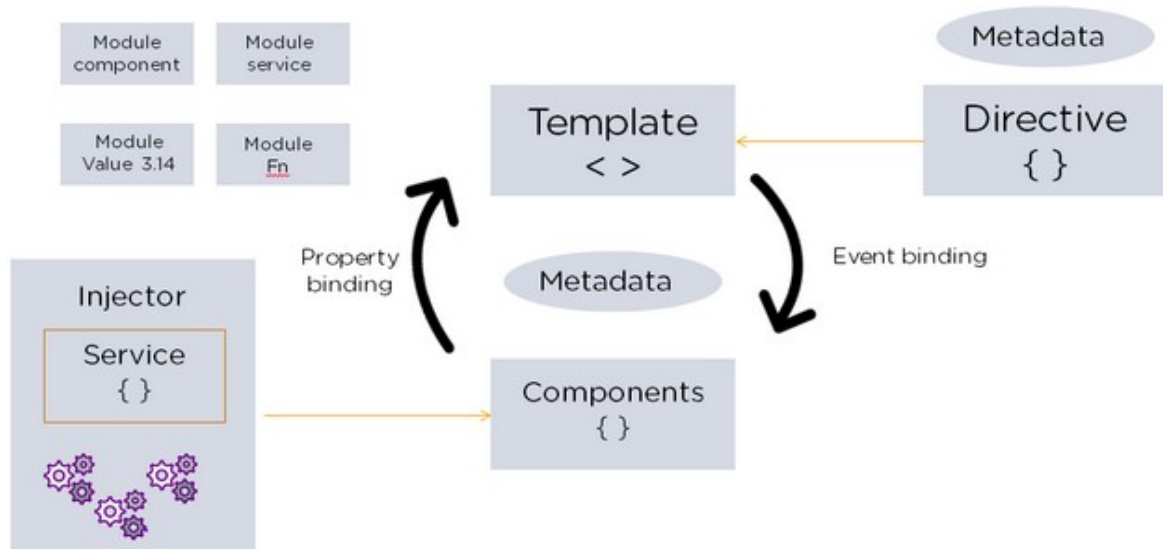 Module
component
Module
service
Module
Value 3.14
Module
Fn
Metadata
Template
< >
Directive
{ }
Property
binding
Metadata
Event binding
Injector
Service
{ }
Components
{ }